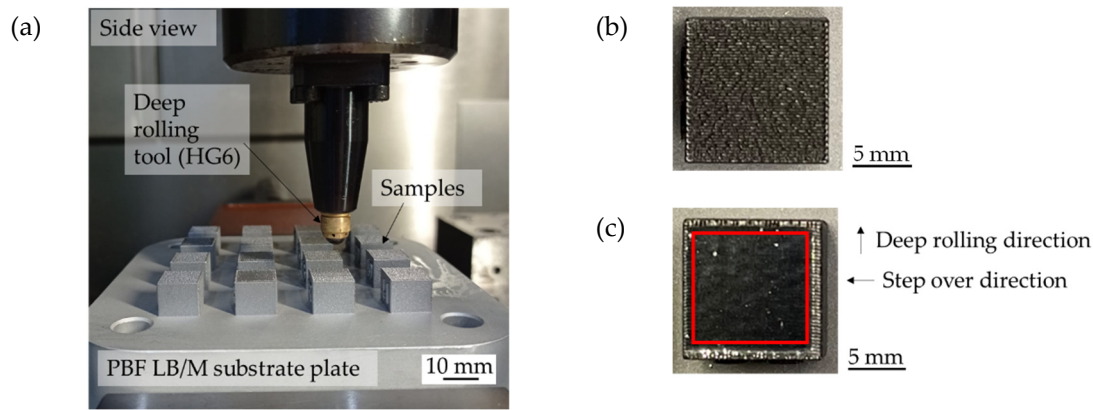 (a)
Side view
Deep
rolling
tool (HG6)
Samples
PBF LB/M substrate plate
10 mm
(b)
5 mm
(c)
Deep rolling direction
Step over direction
5 mm